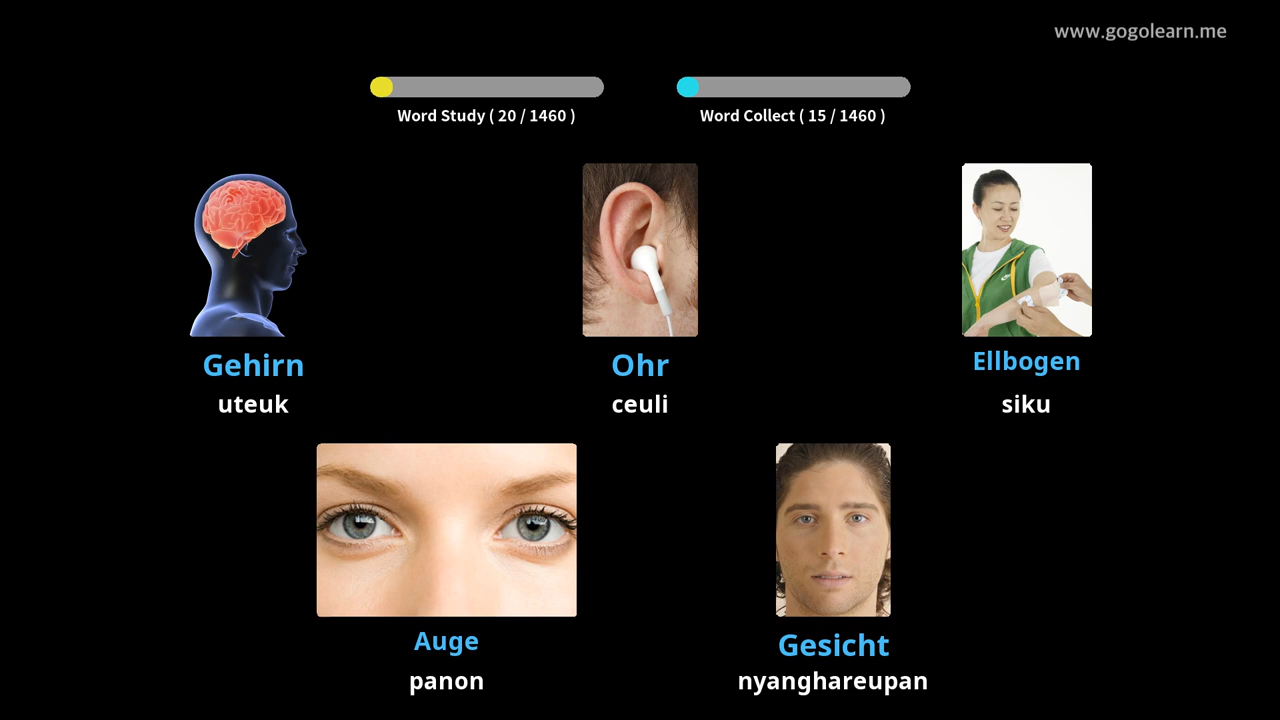 www.gogolearn.me
Word Study ( 20 / 1460 )
Word Collect ( 15 / 1460 )
Gehirn
uteuk
Ohr
ceuli
Ellbogen
siku
Auge
panon
Gesicht
nyanghareupan